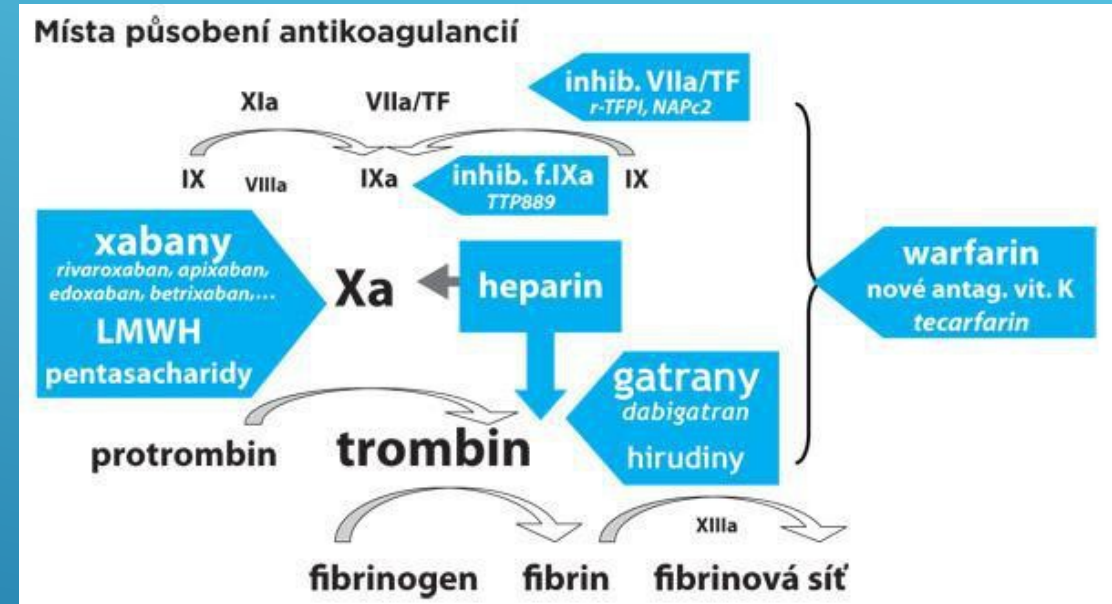 Místa působení antikoagulancií
inhib. VIIa/TF
r-TFPI, NAPc2
XIa
VIIa/TF
IX
VIIIa
IXa
inhib. f.IXa
TTP889
IX
xabany
rivaroxaban, apixaban,
edoxaban, betrixaban,...
LMWH
pentasacharidy
Xa
heparin
warfarin
nové antag. vit. K
tecarfarin
gatrany
dabigatran
hirudiny
protrombin
trombin
XIIIa
fibrinogen
fibrin
fibrinová síť